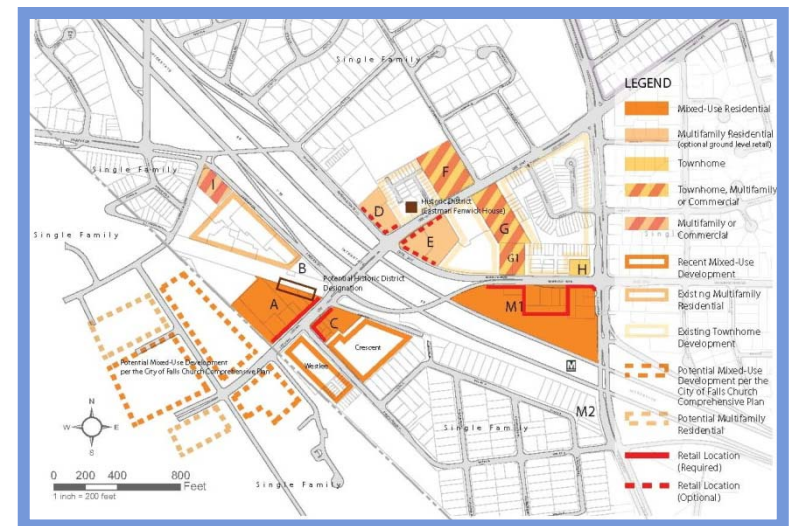 Single Family
Single Family
Single Family
Single Family
Single Family
Single
I
F
D
Historic District
(Eastman Fenwick House)
G
E
G1
H
B
Potential Historic District
Designation
A
C
M1
Crescent
Westlee
M
M2
Potential Mixed-Use Development
per the City of Falls Church Comprehensive Plan
N
W
E
S
0 200 400 800
Feet
1 inch = 200 feet
LEGEND
Mixed-Use Residential
Multifamily Residential
(optional ground level retail)
Townhome
Townhome, Multifamily
or Commercial
Multifamily or
Commercial
Recent Mixed-Use
Development
Existing Multifamily
Residential
Existing Townhome
Development
Potential Mixed-Use
Development per the
City of Falls Church
Comprehensive Plan
Potential Multifamily
Residential
Retail Location
(Required)
Retail Location
(Optional)